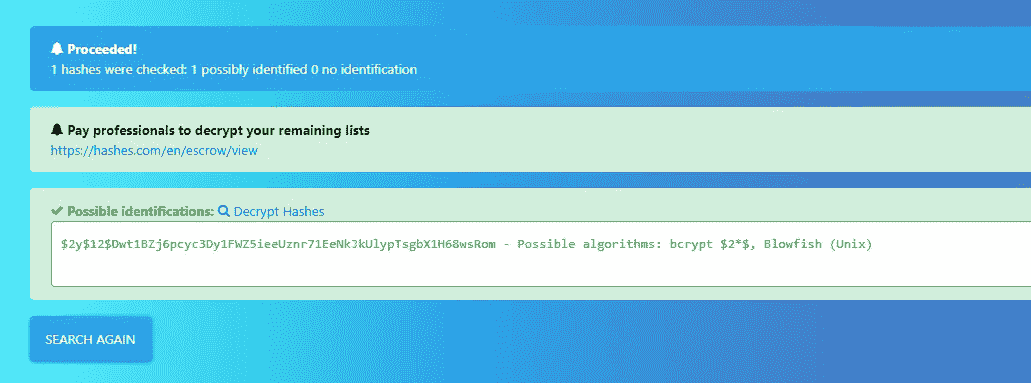 Proceeded!
1 hashes were checked: 1 possibly identified 0 no identification
Pay professionals to decrypt your remaining lists
https://hashes.com/en/escrow/view
Possible identifications: Decrypt Hashes
$2y$12$Dwt1BZj6pcyc3Dy1FWZ5ieeUznr71EeNk3kUlypTsgbX1H68wsRom - Possible algorithms: bcrypt $2*$, Blowfish (Unix)
SEARCH AGAIN